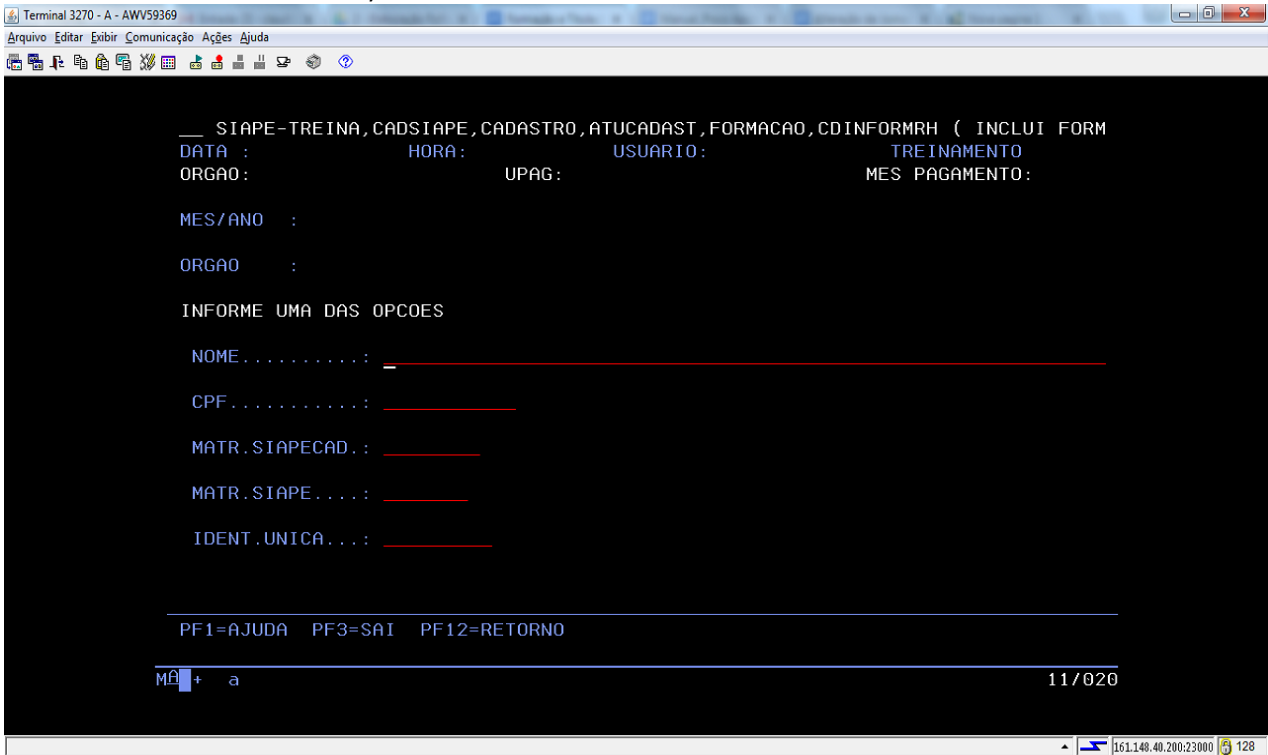 Terminal 3270 - A - AWV59369
Arquivo Editar Exibir Comunicação Ações Ajuda
__ SIAPE-TREINA,CADSIAPE,CADASTRO,ATUCADAST,FORMACAO,CDINFORMRH ( INCLUI FORM
DATA : HORA: USUARIO: TREINAMENTO
ORGAO: UPAG: MES PAGAMENTO:
MES/ANO :
ORGAO :
INFORME UMA DAS OPCOES
NOME..........:
CPF...........:
MATR.SIAPECAD.:
MATR.SIAPE....:
IDENT.UNICA...:
PF1=AJUDA PF3=SAI PF12=RETORNO
MA + a 11/020
161.148.40.200:23000 128